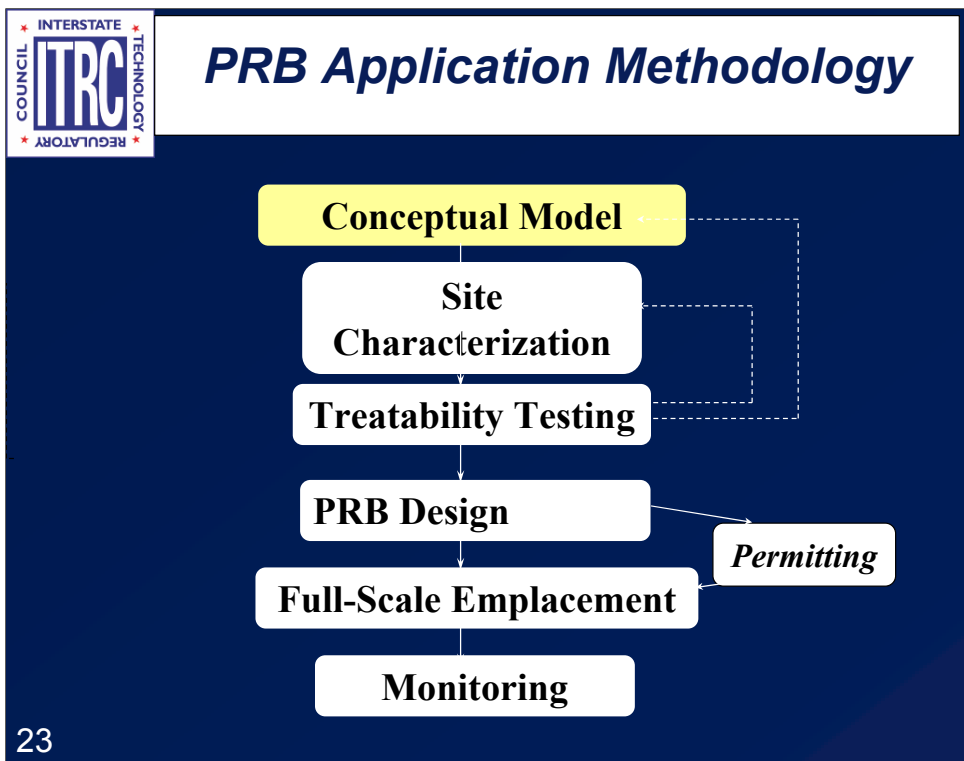 INTERSTATE
TECHNOLOGY
REGULATORY
COUNCIL
ITRC
PRB Application Methodology
Conceptual Model
Site
Characterization
Treatability Testing
PRB Design
Permitting
Full-Scale Emplacement
Monitoring
23